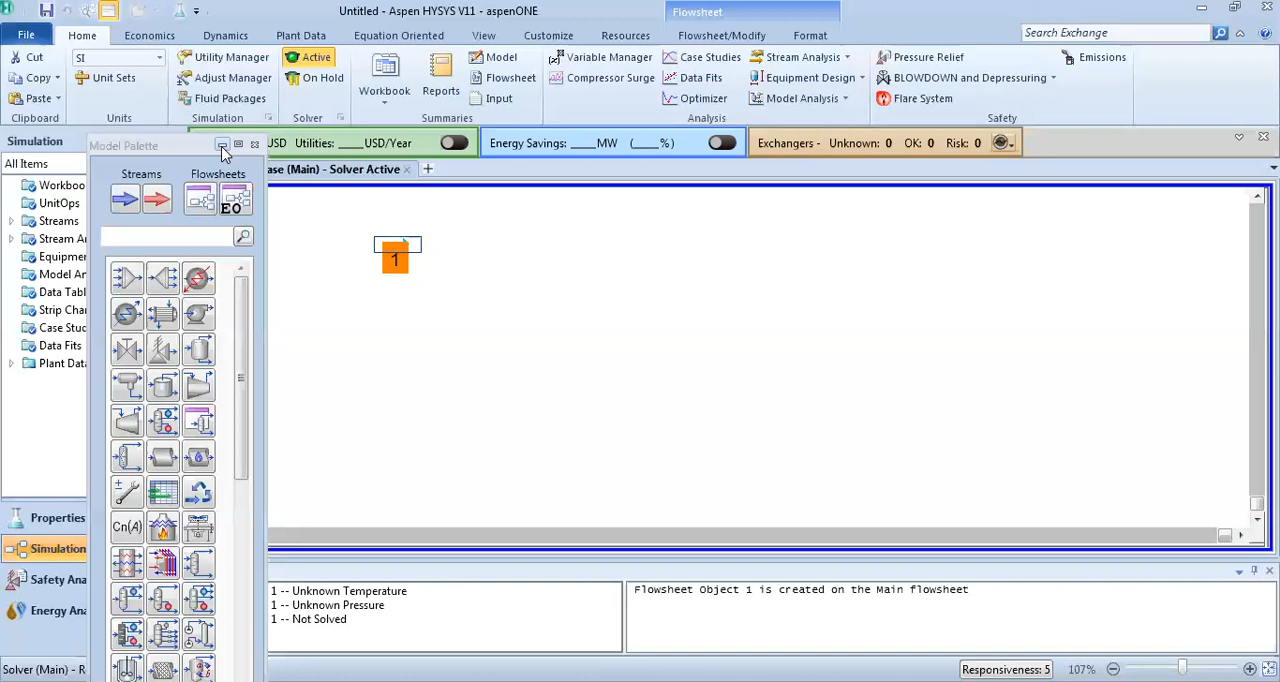 Untitled - Aspen HYSYS V11 - aspenONE
Flowsheet
File Home Economics Dynamics Plant Data Equation Oriented View Customize Resources Flowsheet/Modify Format
Search Exchange
Cut
Copy
Paste
Clipboard
SI
Unit Sets
Units
Utility Manager
Adjust Manager
Fluid Packages
Simulation
Active
On Hold
Solver
Workbook
Reports
Model
Flowsheet
Input
Summaries
Variable Manager
Compressor Surge
Case Studies
Data Fits
Optimizer
Stream Analysis
Equipment Design
Model Analysis
Analysis
Pressure Relief
BLOWDOWN and Depressuring
Flare System
Safety
Emissions
Simulation
All Items
Workboo
UnitOps
Streams
Stream An
Equipme
Model An
Data Tabl
Strip Char
Case Stud
Data Fits
Plant Data
Properties
Simulation
Safety Ana
Energy Ana
Model Palette
Streams Flowsheets
EO
Cn(A)
USD Utilities: ____USD/Year
Energy Savings: ____MW (____%)
Exchangers - Unknown: 0 OK: 0 Risk: 0
ase (Main) - Solver Active
1
1 -- Unknown Temperature
1 -- Unknown Pressure
1 -- Not Solved
Flowsheet Object 1 is created on the Main flowsheet
Solver (Main) - R
Responsiveness: 5
107%